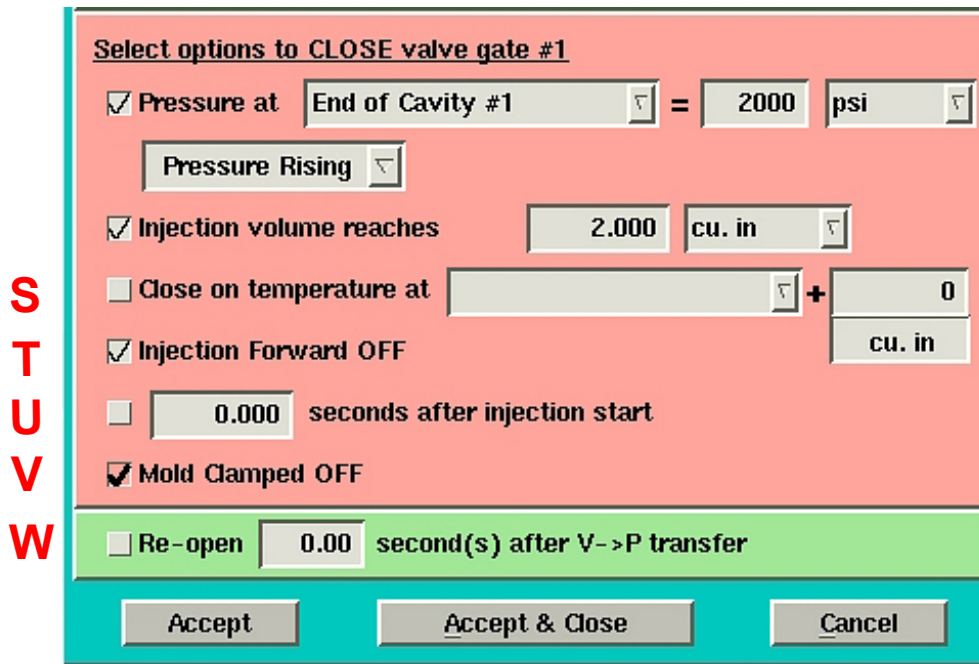 Select options to CLOSE valve gate #1
Pressure at End of Cavity #1 = 2000 psi
Pressure Rising
Injection volume reaches 2.000 cu. in
S Close on temperature at + 0
cu. in
T Injection Forward OFF
U 0.000 seconds after injection start
V Mold Clamped OFF
W Re-open 0.00 second(s) after V->P transfer
Accept Accept & Close Cancel